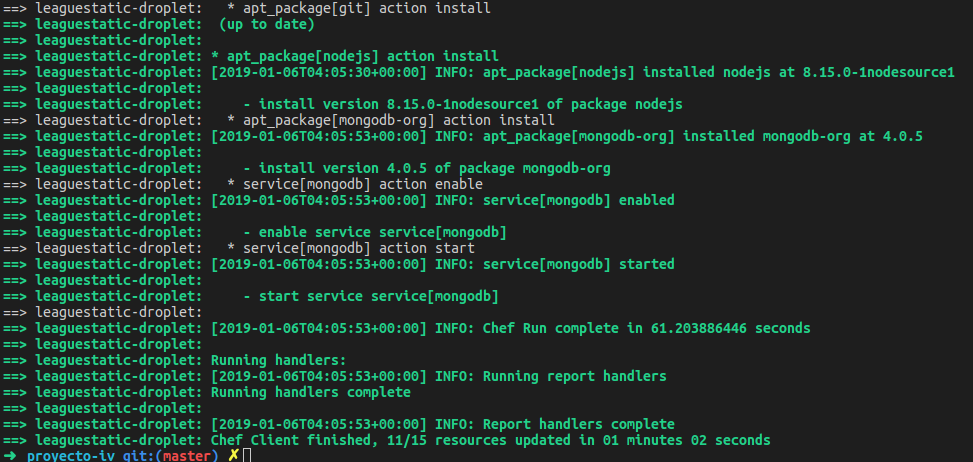 ==> leaguestatic-droplet:   * apt_package[git] action install
==> leaguestatic-droplet:  (up to date)
==> leaguestatic-droplet:
==> leaguestatic-droplet: * apt_package[nodejs] action install
==> leaguestatic-droplet: [2019-01-06T04:05:30+00:00] INFO: apt_package[nodejs] installed nodejs at 8.15.0-1nodesource1
==> leaguestatic-droplet:
==> leaguestatic-droplet:     - install version 8.15.0-1nodesource1 of package nodejs
==> leaguestatic-droplet:   * apt_package[mongodb-org] action install
==> leaguestatic-droplet: [2019-01-06T04:05:53+00:00] INFO: apt_package[mongodb-org] installed mongodb-org at 4.0.5
==> leaguestatic-droplet:
==> leaguestatic-droplet:     - install version 4.0.5 of package mongodb-org
==> leaguestatic-droplet:   * service[mongodb] action enable
==> leaguestatic-droplet: [2019-01-06T04:05:53+00:00] INFO: service[mongodb] enabled
==> leaguestatic-droplet:
==> leaguestatic-droplet:     - enable service service[mongodb]
==> leaguestatic-droplet:   * service[mongodb] action start
==> leaguestatic-droplet: [2019-01-06T04:05:53+00:00] INFO: service[mongodb] started
==> leaguestatic-droplet:
==> leaguestatic-droplet:     - start service service[mongodb]
==> leaguestatic-droplet:
==> leaguestatic-droplet: [2019-01-06T04:05:53+00:00] INFO: Chef Run complete in 61.203886446 seconds
==> leaguestatic-droplet:
==> leaguestatic-droplet: Running handlers:
==> leaguestatic-droplet: [2019-01-06T04:05:53+00:00] INFO: Running report handlers
==> leaguestatic-droplet: Running handlers complete
==> leaguestatic-droplet:
==> leaguestatic-droplet: [2019-01-06T04:05:53+00:00] INFO: Report handlers complete
==> leaguestatic-droplet: Chef Client finished, 11/15 resources updated in 01 minutes 02 seconds
➜  proyecto-iv git:(master) ✗